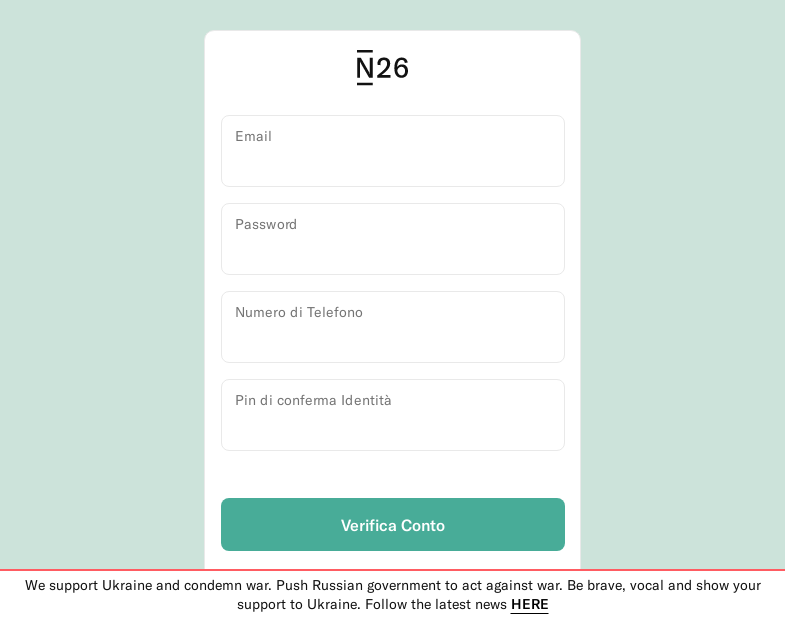 N26
Email
Password
Numero di Telefono
Pin di conferma Identità
Verifica Conto
We support Ukraine and condemn war. Push Russian government to act against war. Be brave, vocal and show your
support to Ukraine. Follow the latest news HERE